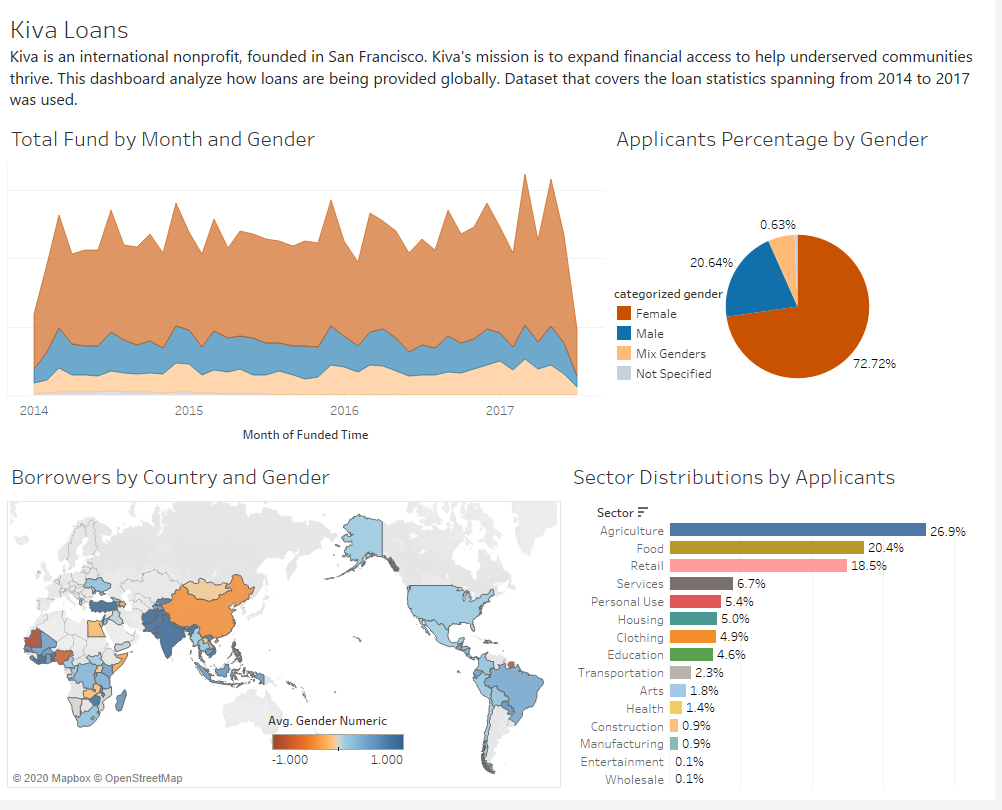 Kiva Loans
Kiva is an international nonprofit, founded in San Francisco. Kiva's mission is to expand financial access to help underserved communities
thrive. This dashboard analyze how loans are being provided globally. Dataset that covers the loan statistics spanning from 2014 to 2017
was used.
Total Fund by Month and Gender
2014 2015 2016 2017
Month of Funded Time
Applicants Percentage by Gender
0.63%
20.64%
72.72%
categorized gender
Female
Male
Mix Genders
Not Specified
Borrowers by Country and Gender
Avg. Gender Numeric
-1.000 1.000
© 2020 Mapbox © OpenStreetMap
Sector Distributions by Applicants
Sector
Agriculture 26.9%
Food 20.4%
Retail 18.5%
Services 6.7%
Personal Use 5.4%
Housing 5.0%
Clothing 4.9%
Education 4.6%
Transportation 2.3%
Arts 1.8%
Health 1.4%
Construction 0.9%
Manufacturing 0.9%
Entertainment 0.1%
Wholesale 0.1%